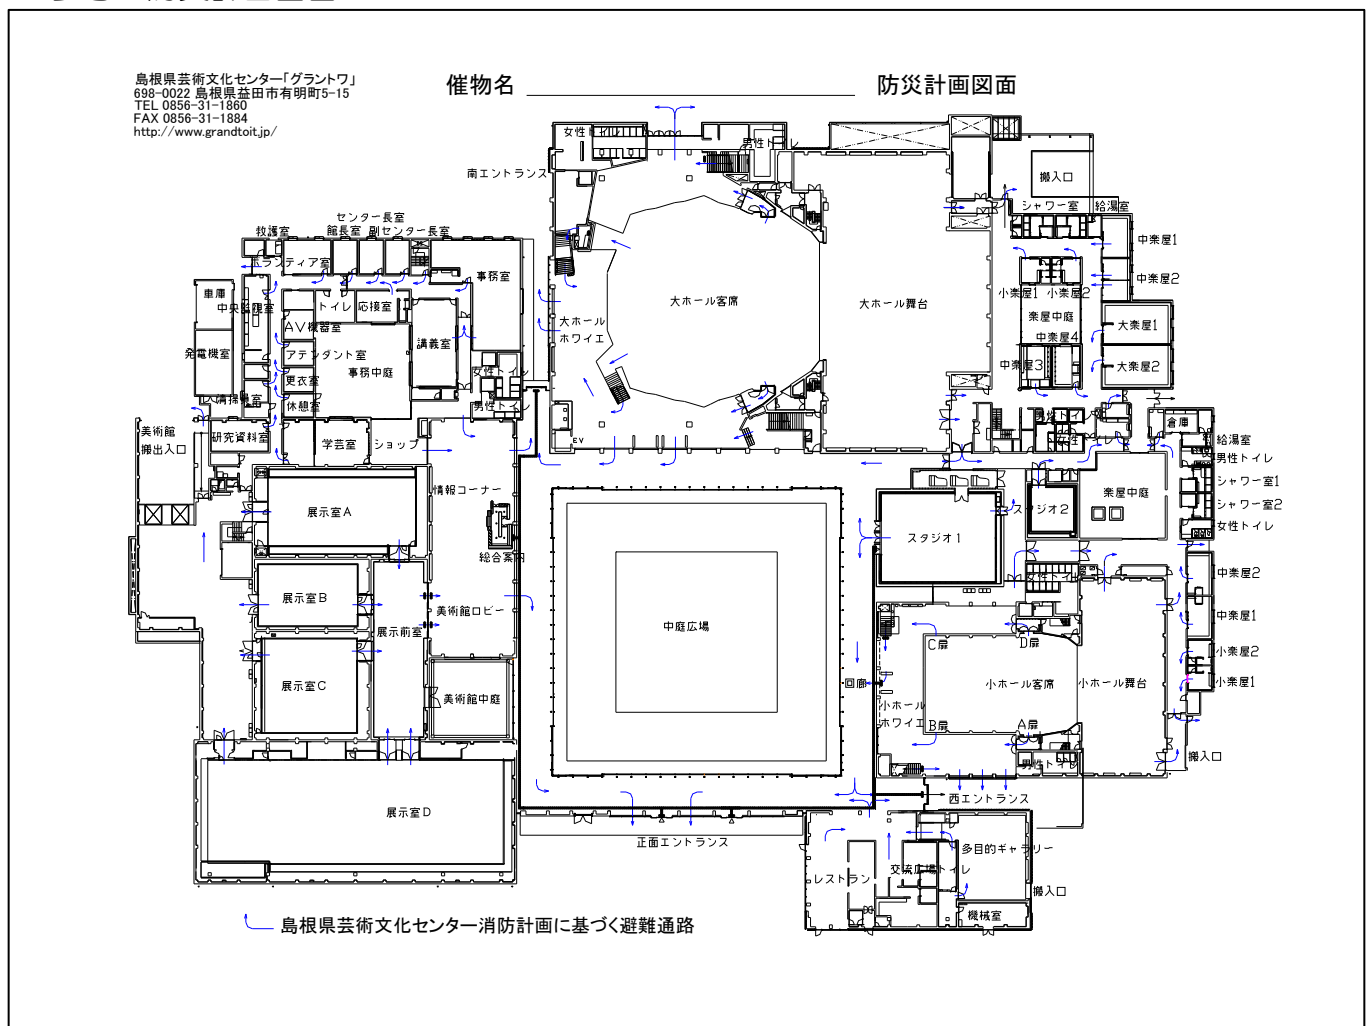 島根県芸術文化センター「グラントワ」
698-0022 島根県益田市有明町5-15
TEL 0856-31-1860
FAX 0856-31-1884
http://www.grandtoit.jp/
催物名
防災計画図面
女性トイレ
男性トイレ
南エントランス
搬入口
シャワー室
給湯室
センター長室
館長室
副センター長室
救護室
ボランティア室
事務室
中楽屋1
中楽屋2
車庫
中央監視室
トイレ
応接室
小楽屋1
小楽屋2
大ホール客席
大ホール舞台
楽屋中庭
AV機器室
講義室
大ホール
ホワイエ
中楽屋4
大楽屋1
発電機室
アテンダント室
事務中庭
女性トイレ
中楽屋3
大楽屋2
更衣室
清掃員室
休憩室
男性トイレ
美術館
搬出入口
研究資料室
学芸室
ショップ
EV
女性トイレ
倉庫
給湯室
男性トイレ
情報コーナー
楽屋中庭
シャワー室1
シャワー室2
展示室A
スタジオ2
女性トイレ
スタジオ1
総合案内
女性トイレ
中楽屋2
展示室B
美術館ロビー
中庭広場
中楽屋1
展示前室
C扉
D扉
小楽屋2
展示室C
美術館中庭
回廊
小ホール客席
小ホール舞台
小楽屋1
小ホール
ホワイエ
B扉
A扉
男性トイレ
搬入口
西エントランス
展示室D
正面エントランス
多目的ギャラリー
レストラン
交流広場トイレ
搬入口
機械室
島根県芸術文化センター消防計画に基づく避難通路